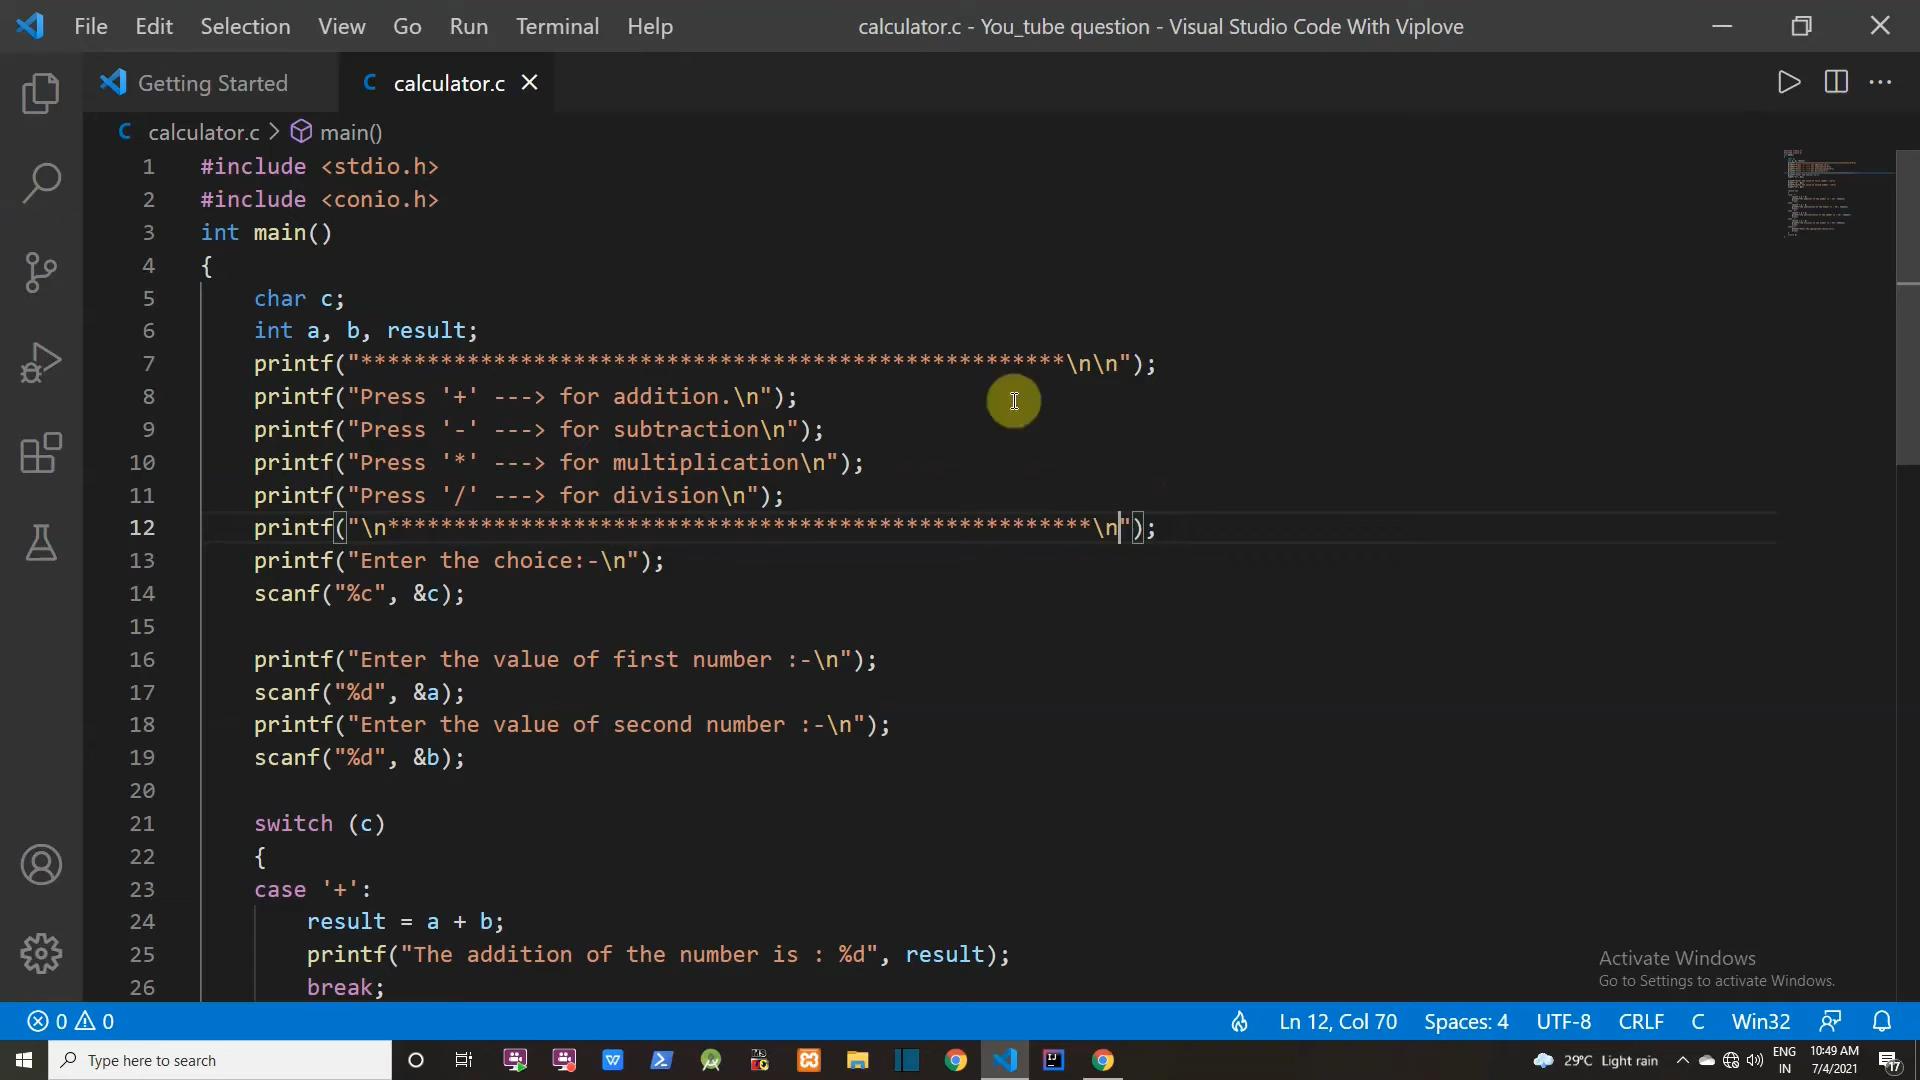 File Edit Selection View Go Run Terminal Help calculator.c - You_tube question - Visual Studio Code With Viplove
Getting Started C calculator.c
C calculator.c > main()
1 #include <stdio.h>
2 #include <conio.h>
3 int main()
4 {
5 char c;
6 int a, b, result;
7 printf("*****************************************************\n\n");
8 printf("Press '+' ---> for addition.\n");
9 printf("Press '-' ---> for subtraction\n");
10 printf("Press '*' ---> for multiplication\n");
11 printf("Press '/' ---> for division\n");
12 printf("\n*****************************************************\n");
13 printf("Enter the choice:-\n");
14 scanf("%c", &c);
15
16 printf("Enter the value of first number :-\n");
17 scanf("%d", &a);
18 printf("Enter the value of second number :-\n");
19 scanf("%d", &b);
20
21 switch (c)
22 {
23 case '+':
24 result = a + b;
25 printf("The addition of the number is : %d", result);
26 break;
Activate Windows
Go to Settings to activate Windows.
0 0 Ln 12, Col 70 Spaces: 4 UTF-8 CRLF C Win32
Type here to search 29°C Light rain ENG IN 10:49 AM 7/4/2021 17